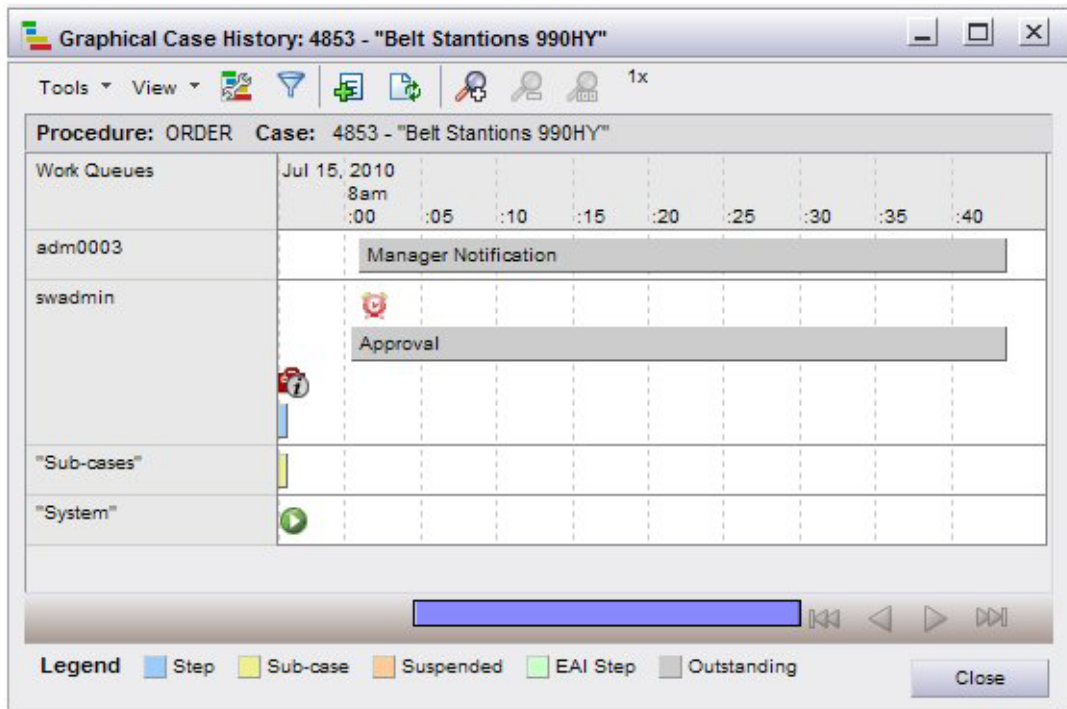 Graphical Case History: 4853 - "Belt Stantions 990HY"
Tools View 1x
Procedure: ORDER Case: 4853 - "Belt Stantions 990HY"
Work Queues Jul 15, 2010
8am
:00 :05 :10 :15 :20 :25 :30 :35 :40
adm0003 Manager Notification
swadmin
Approval
"Sub-cases"
"System"
Legend Step Sub-case Suspended EAI Step Outstanding Close